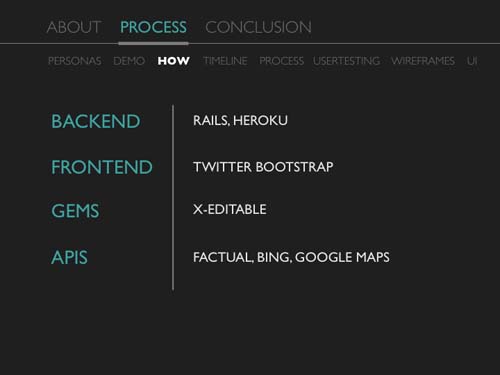 ABOUT PROCESS CONCLUSION
PERSONAS DEMO HOW TIMELINE PROCESS USERTESTING WIREFRAMES UI
BACKEND RAILS, HEROKU
FRONTEND TWITTER BOOTSTRAP
GEMS X-EDITABLE
APIS FACTUAL, BING, GOOGLE MAPS